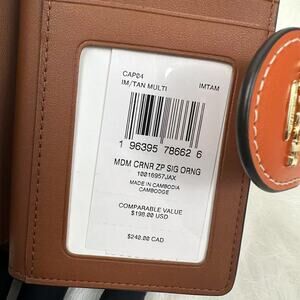 CAP04
IM/TAN MULTI IMTAM
1 96395 78662 6
MDM CRNR ZP SIG ORNG
10016957JAX
MADE IN CAMBODIA
CAMBODGE
COMPARABLE VALUE
$198.00 USD
$240.00 CAD